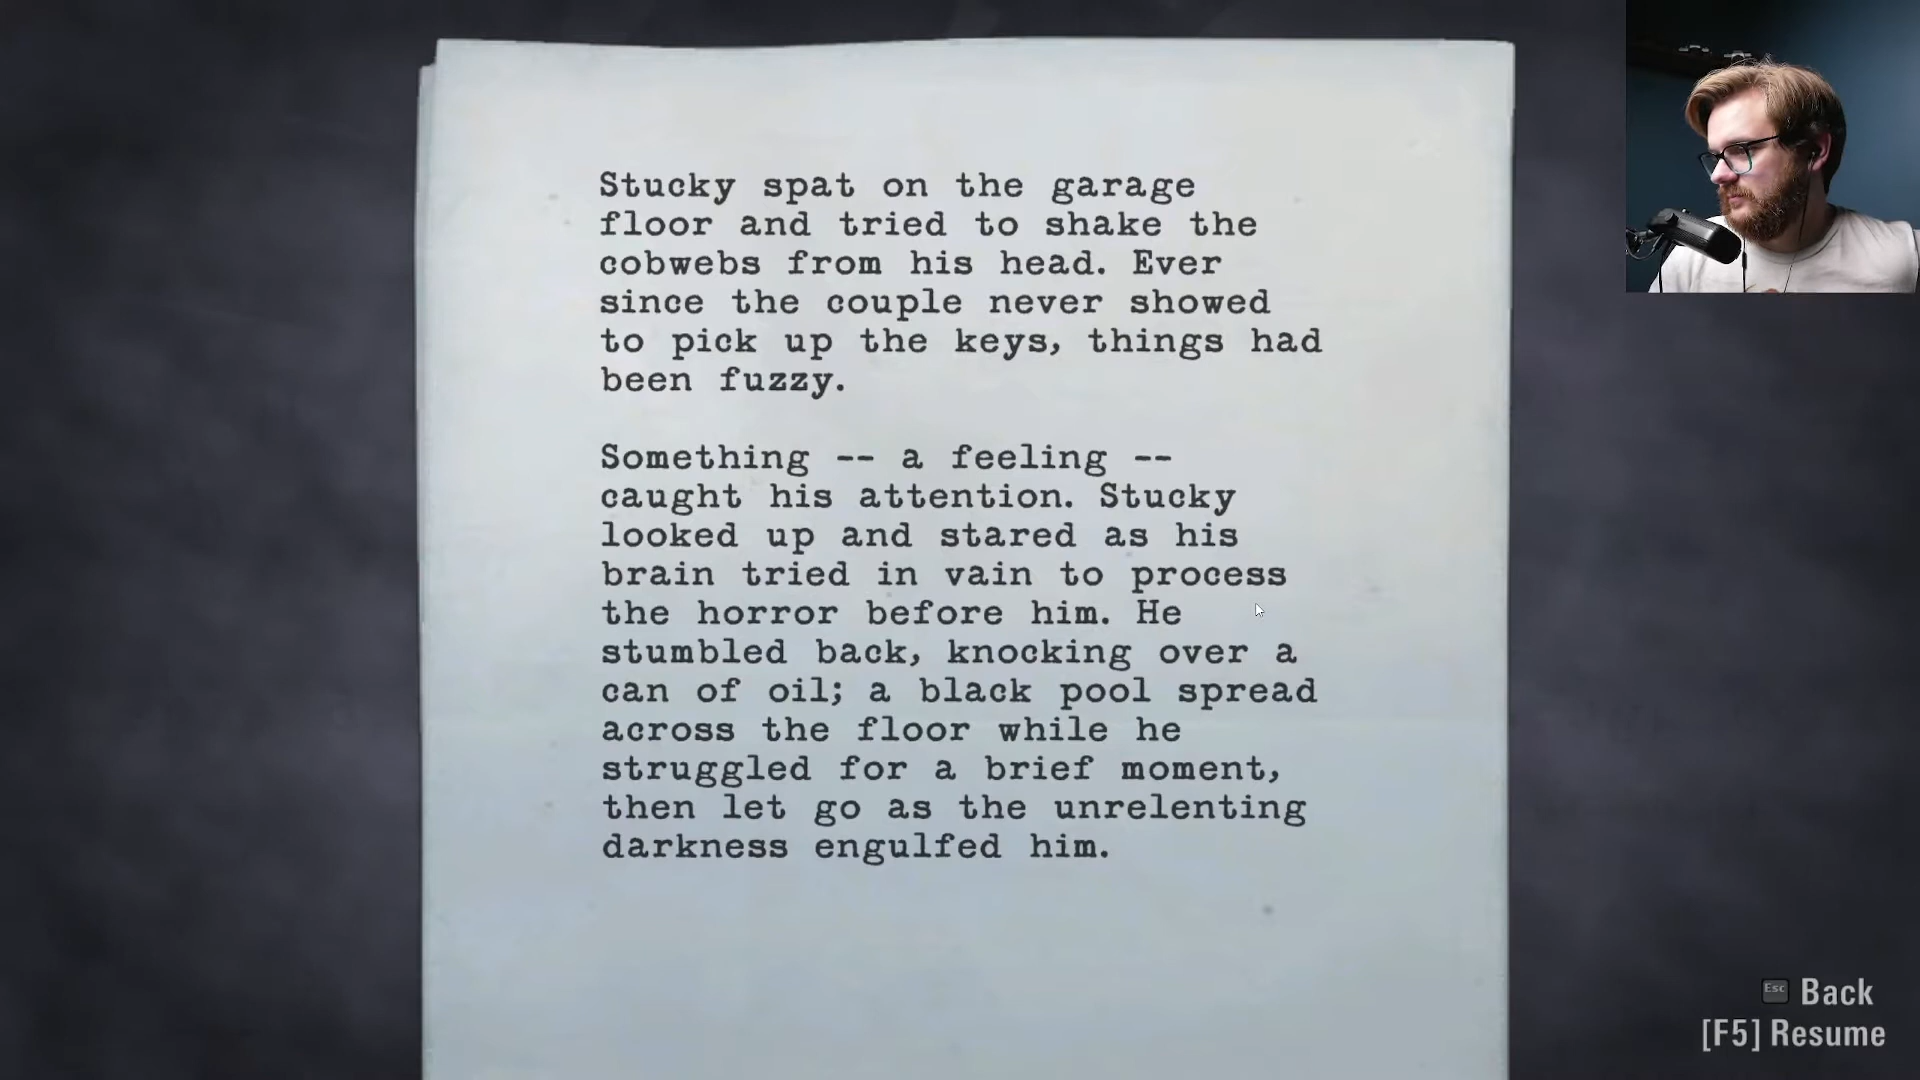 Stucky spat on the garage
floor and tried to shake the
cobwebs from his head. Ever
since the couple never showed
to pick up the keys, things had
been fuzzy.
Something -- a feeling --
caught his attention. Stucky
looked up and stared as his
brain tried in vain to process
the horror before him. He
stumbled back, knocking over a
can of oil; a black pool spread
across the floor while he
struggled for a brief moment,
then let go as the unrelenting
darkness engulfed him.
Esc Back
[F5] Resume